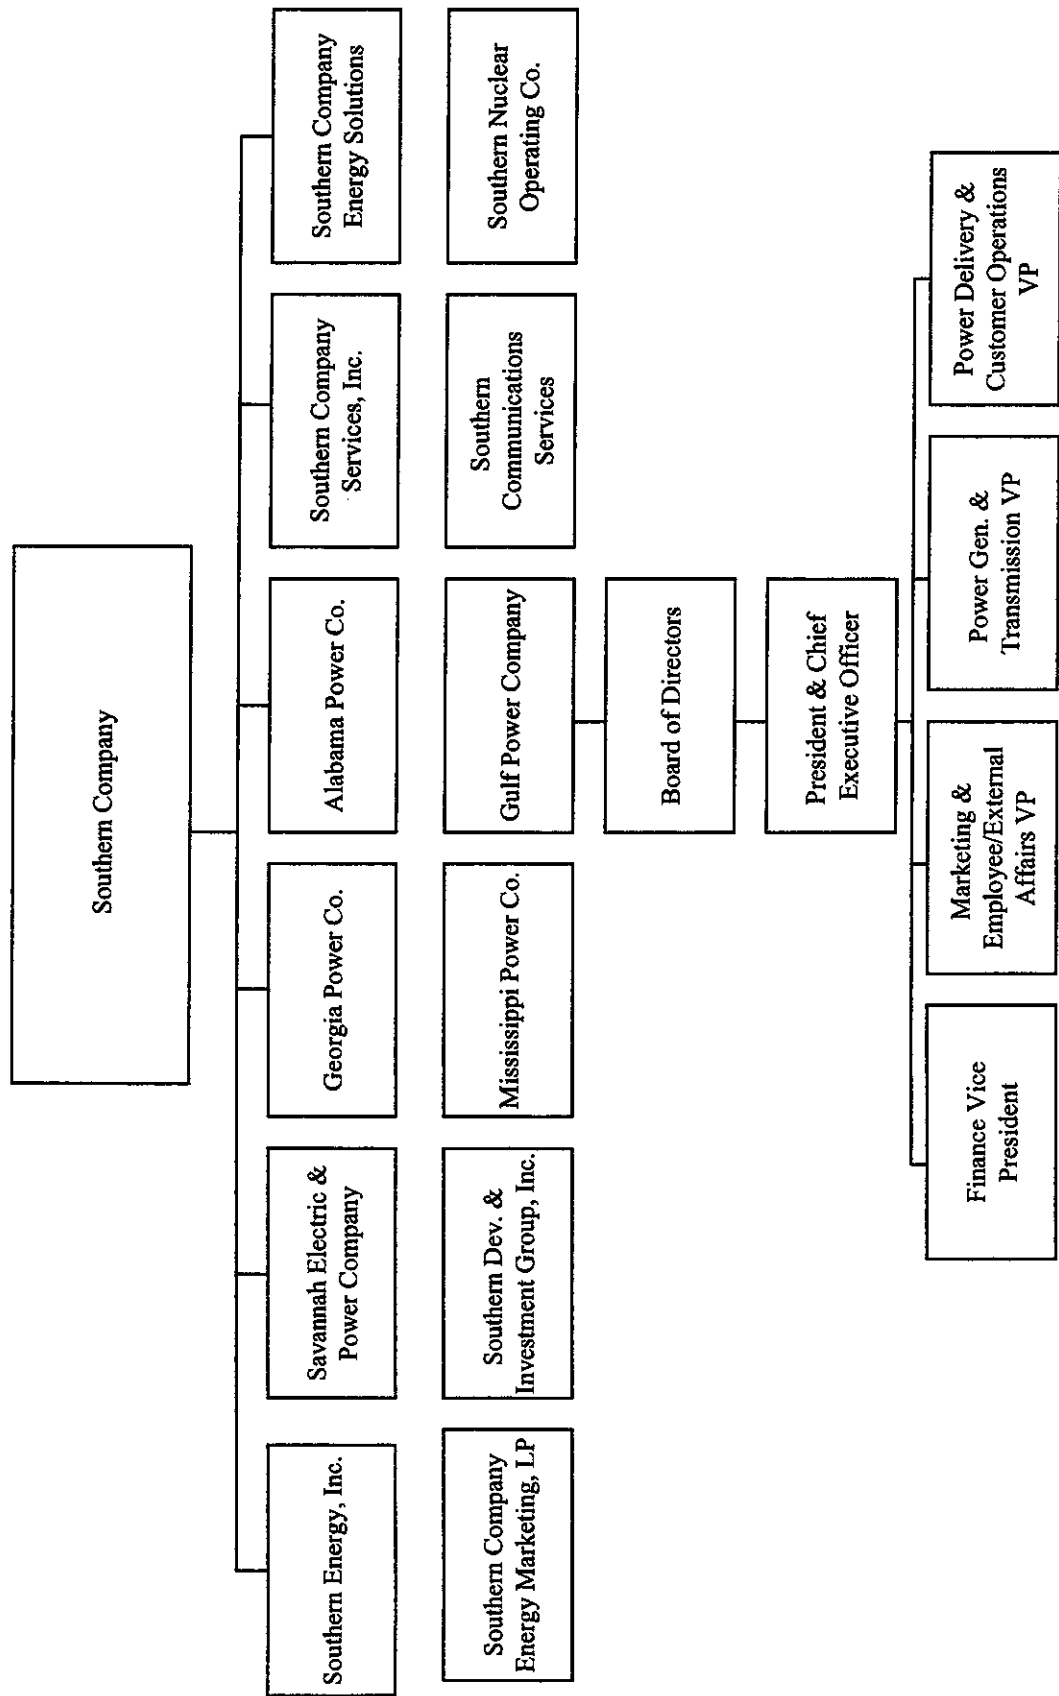 Southern Company
Southern Energy, Inc.
Savannah Electric &
Power Company
Georgia Power Co.
Alabama Power Co.
Southern Company
Services, Inc.
Southern Company
Energy Solutions
Southern Company
Energy Marketing, LP
Southern Dev. &
Investment Group, Inc.
Mississippi Power Co.
Gulf Power Company
Southern
Communications
Services
Southern Nuclear
Operating Co.
Board of Directors
President & Chief
Executive Officer
Finance Vice
President
Marketing &
Employee/External
Affairs VP
Power Gen. &
Transmission VP
Power Delivery &
Customer Operations
VP